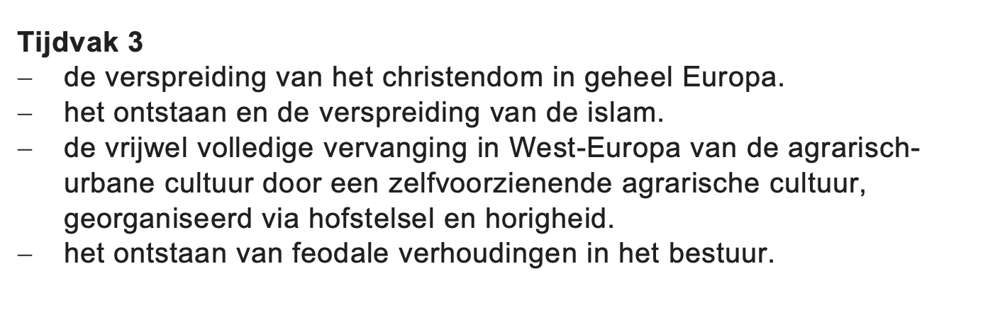 Tijdvak 3
– de verspreiding van het christendom in geheel Europa.
– het ontstaan en de verspreiding van de islam.
– de vrijwel volledige vervanging in West-Europa van de agrarisch-
urbane cultuur door een zelfvoorzienende agrarische cultuur,
georganiseerd via hofstelsel en horigheid.
– het ontstaan van feodale verhoudingen in het bestuur.